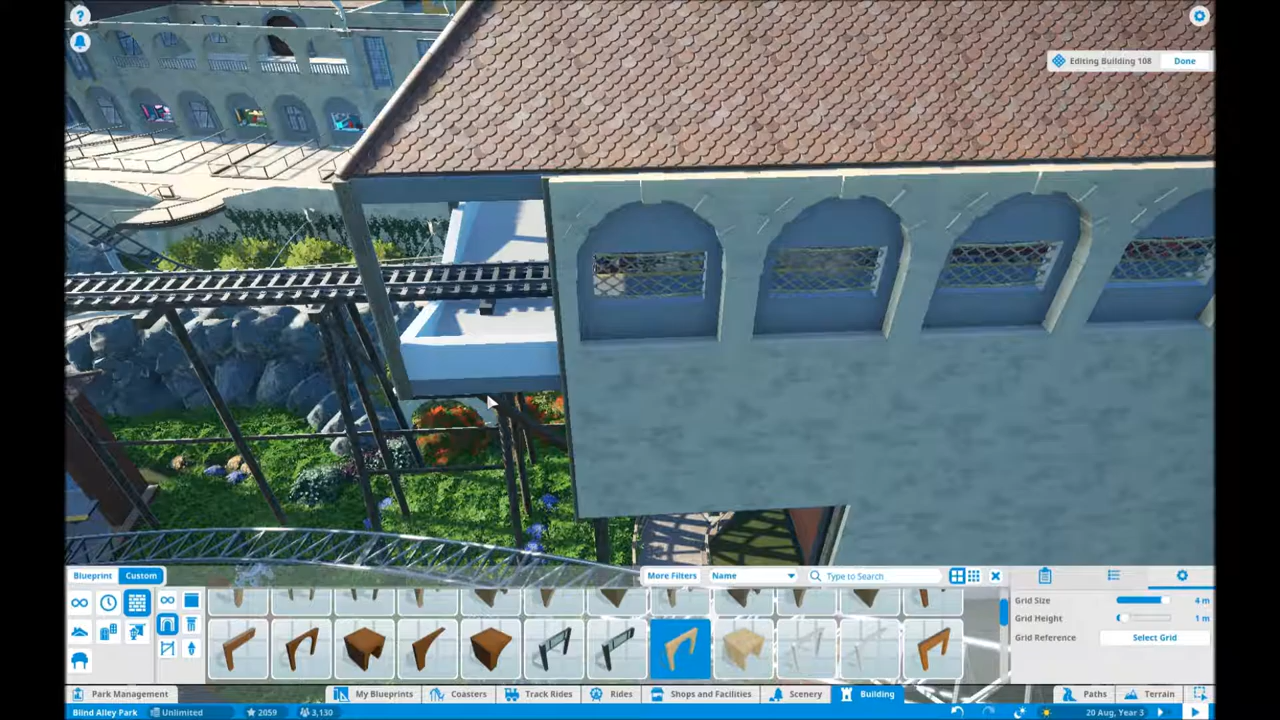 ?
Editing Building 108 Done
Blueprint Custom
More Filters Name Type to Search
Grid Size 4 m
Grid Height 1 m
Grid Reference Select Grid
Park Management My Blueprints Coasters Track Rides Rides Shops and Facilities Scenery Building Paths Terrain
Blind Alley Park Unlimited 2059 3,130 20 Aug, Year 3